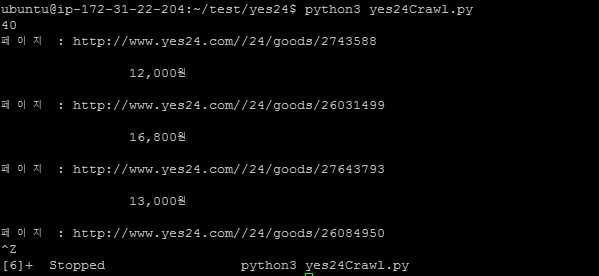 ubuntu@ip-172-31-22-204:~/test/yes24$ python3 yes24Crawl.py
40
페이지 : http://www.yes24.com//24/goods/2743588
12,000원
페이지 : http://www.yes24.com//24/goods/26031499
16,800원
페이지 : http://www.yes24.com//24/goods/27643793
13,000원
페이지 : http://www.yes24.com//24/goods/26084950
^Z
[6]+  Stopped                 python3 yes24Crawl.py